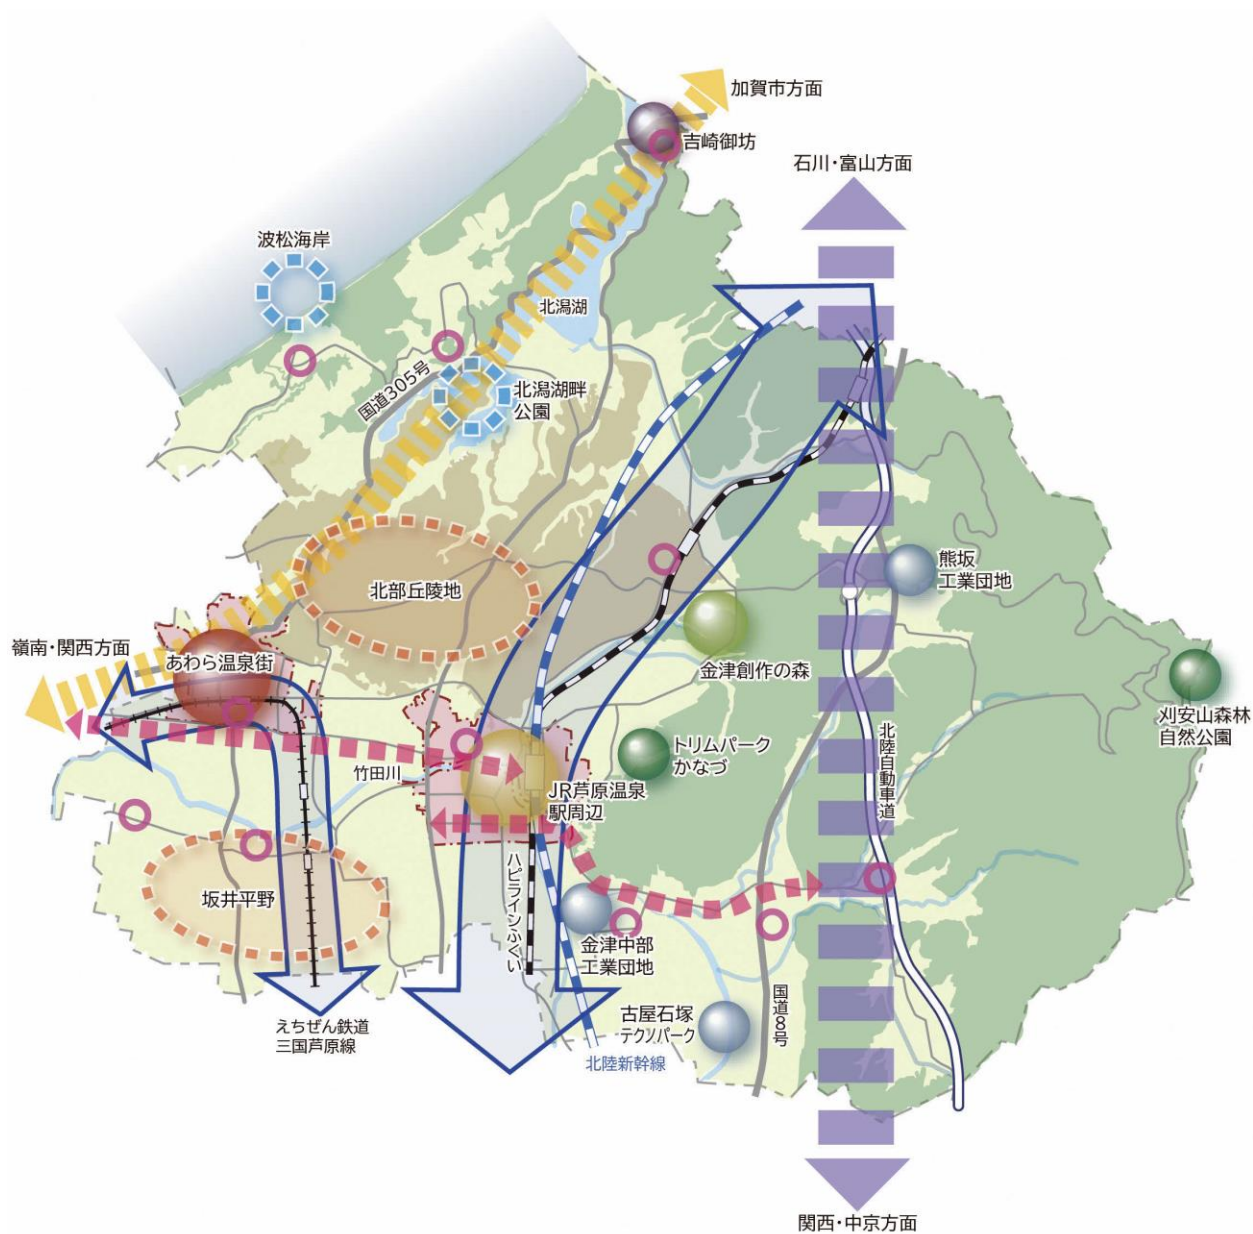 加賀市方面
吉崎御坊
石川・富山方面
波松海岸
北潟湖
国道305号
北潟湖畔
公園
熊坂
工業団地
北部丘陵地
嶺南・関西方面
あわら温泉街
金津創作の森
刈安山森林
自然公園
トリムパーク
かなづ
北陸自動車道
竹田川
JR芦原温泉
駅周辺
ハピラインふくい
坂井平野
金津中部
工業団地
国道8号
古屋石塚
テクノパーク
えちぜん鉄道
三国芦原線
北陸新幹線
関西・中京方面